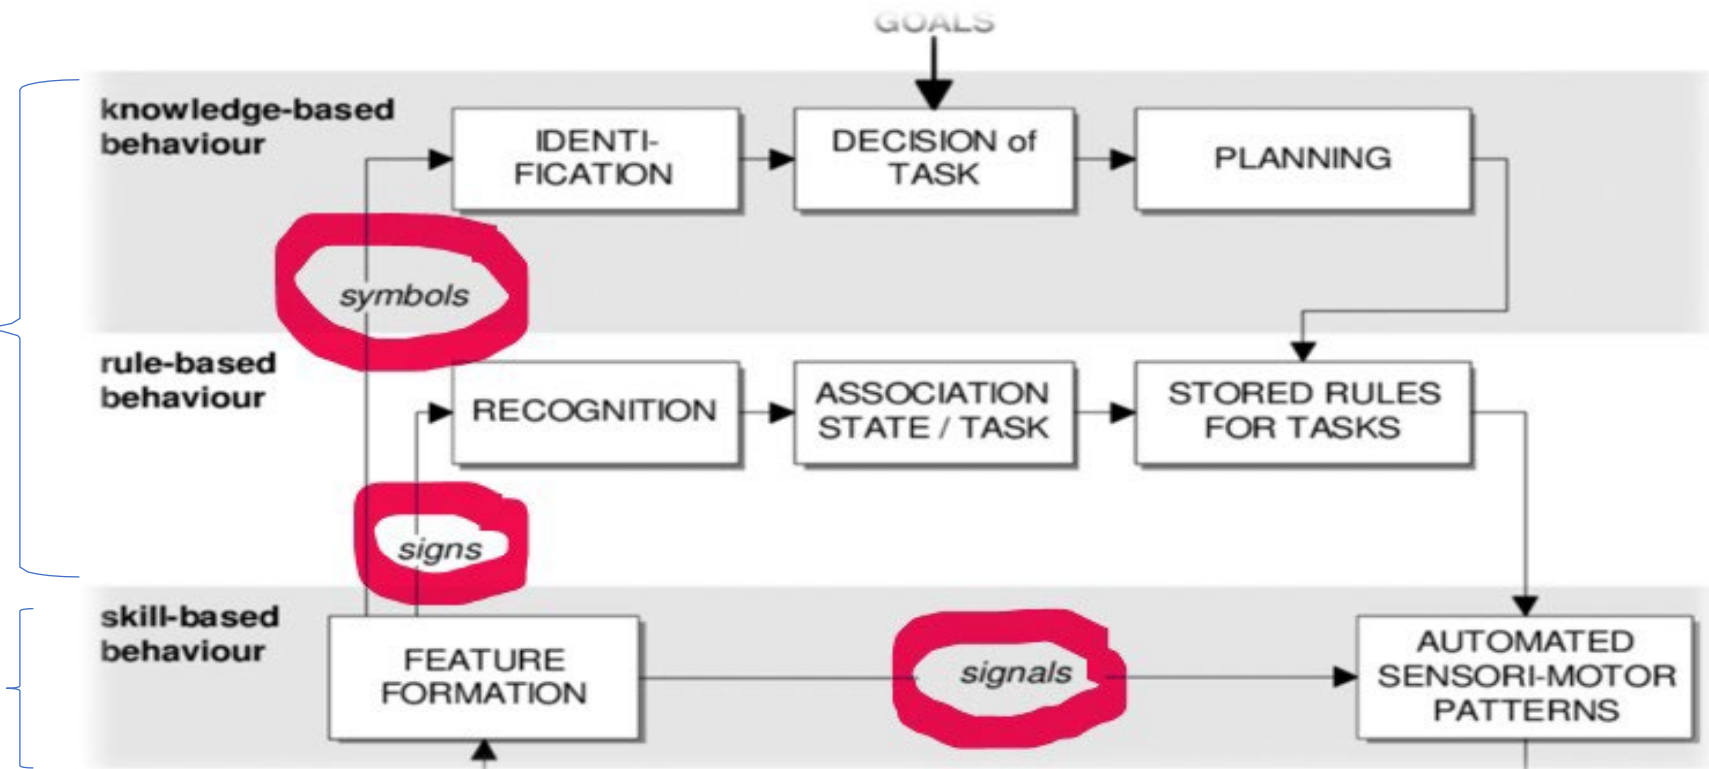 GOALS
knowledge-based
behaviour
IDENTI-
FICATION
DECISION of
TASK
PLANNING
symbols
rule-based
behaviour
RECOGNITION
ASSOCIATION
STATE / TASK
STORED RULES
FOR TASKS
signs
skill-based
behaviour
FEATURE
FORMATION
signals
AUTOMATED
SENSORI-MOTOR
PATTERNS